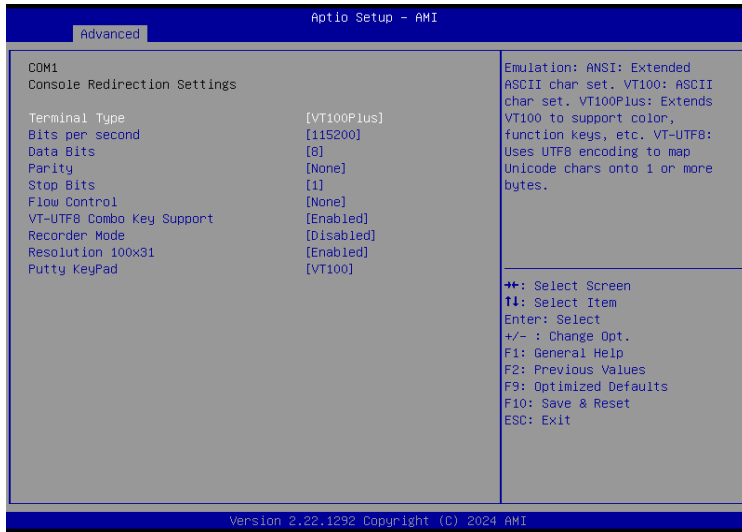 Aptio Setup – AMI
Advanced
COM1
Console Redirection Settings
Terminal Type [VT100Plus]
Bits per second [115200]
Data Bits [8]
Parity [None]
Stop Bits [1]
Flow Control [None]
VT-UTF8 Combo Key Support [Enabled]
Recorder Mode [Disabled]
Resolution 100x31 [Enabled]
Putty KeyPad [VT100]
Emulation: ANSI: Extended
ASCII char set. VT100: ASCII
char set. VT100Plus: Extends
VT100 to support color,
function keys, etc. VT-UTF8:
Uses UTF8 encoding to map
Unicode chars onto 1 or more
bytes.
→←: Select Screen
↑↓: Select Item
Enter: Select
+/- : Change Opt.
F1: General Help
F2: Previous Values
F9: Optimized Defaults
F10: Save & Reset
ESC: Exit
Version 2.22.1292 Copyright (C) 2024 AMI